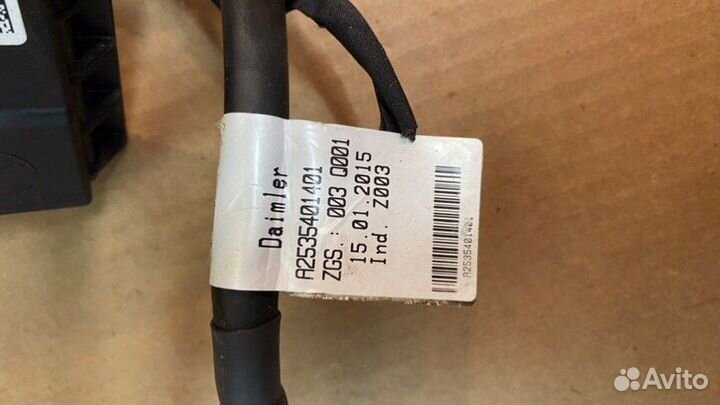 Daimler
A2535401401
ZGS.: 003 Q001
15.01.2015
Ind. Z003
A2535401401
Avito